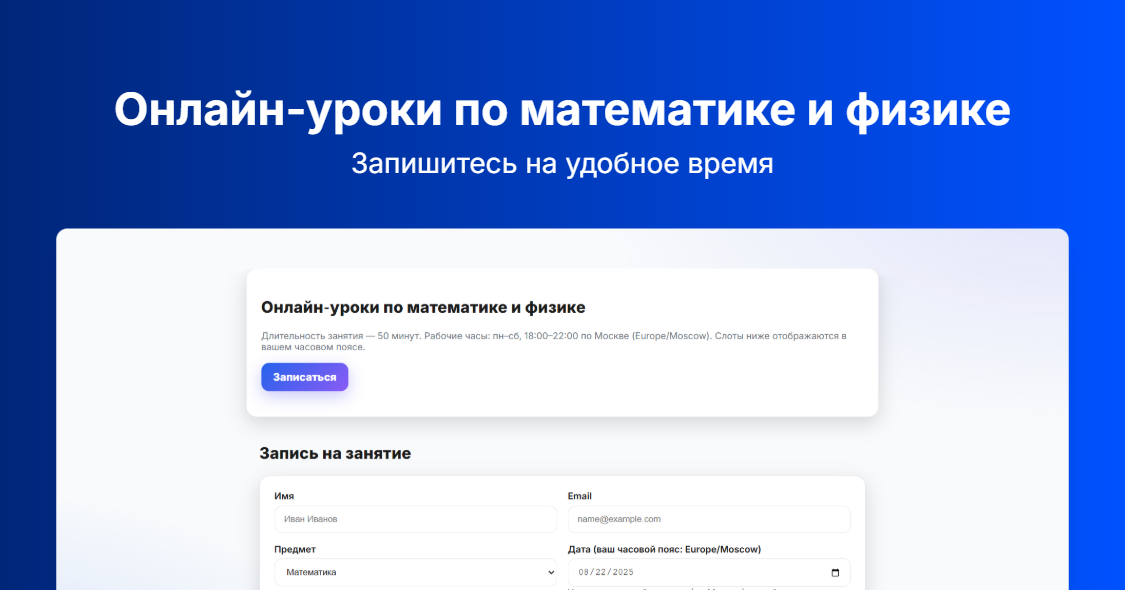 Онлайн-уроки по математике и физике
Запишитесь на удобное время
Онлайн-уроки по математике и физике
Длительность занятия — 50 минут. Рабочие часы: пн–сб, 18:00–22:00 по Москве (Europe/Moscow). Слоты ниже отображаются в
вашем часовом поясе.
Записаться
Запись на занятие
Имя
Email
Иван Иванов
name@example.com
Предмет
Дата (ваш часовой пояс: Europe/Moscow)
Математика
08/22/2025